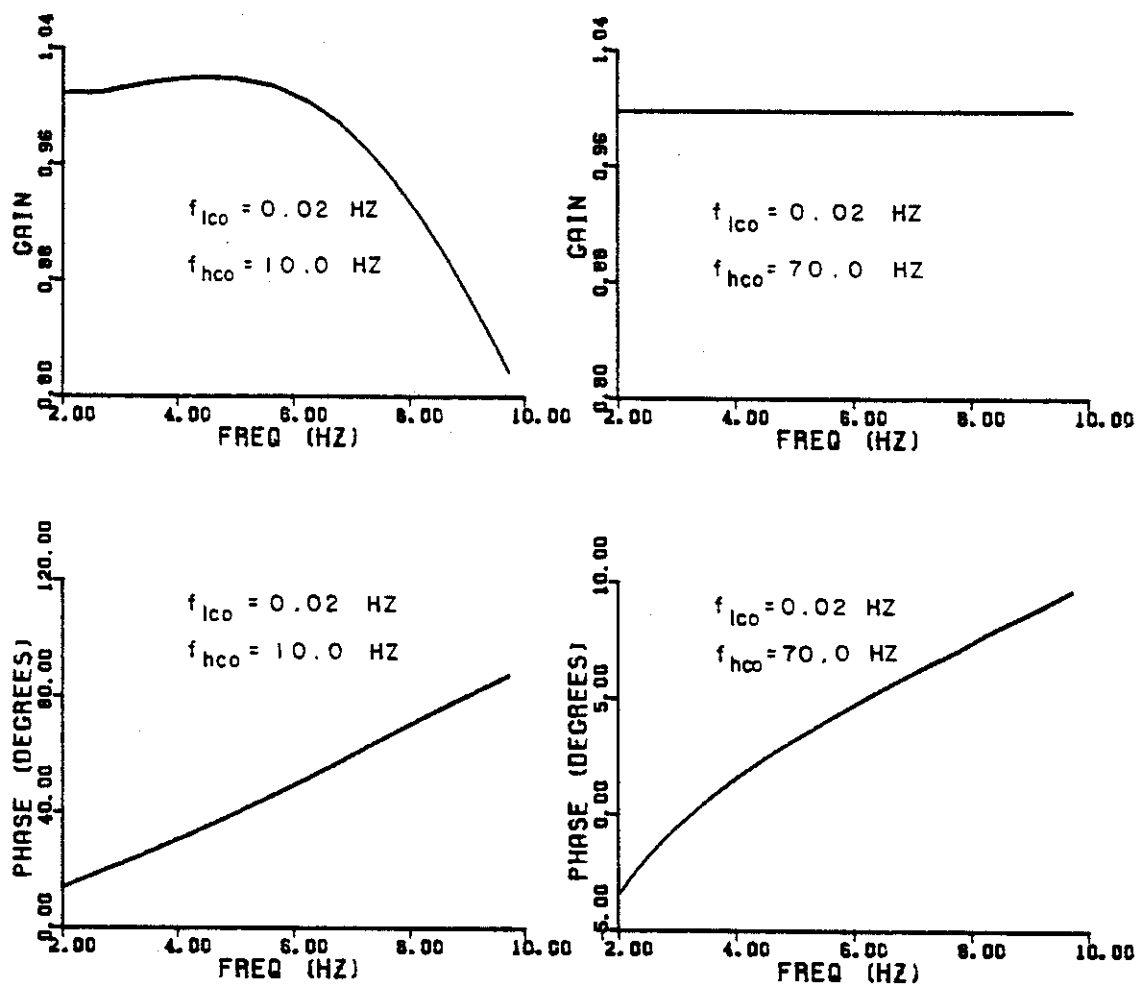 1.04
0.96
0.88
0.80
GAIN
f lco = 0.02 HZ
f hco = 10.0 HZ
2.00 4.00 6.00 8.00 10.00
FREQ (HZ)
1.04
0.96
0.88
0.80
GAIN
f lco = 0.02 HZ
f hco = 70.0 HZ
2.00 4.00 6.00 8.00 10.00
FREQ (HZ)
120.00
80.00
40.00
0.00
PHASE (DEGREES)
f lco = 0.02 HZ
f hco = 10.0 HZ
2.00 4.00 6.00 8.00 10.00
FREQ (HZ)
10.00
5.00
0.00
-5.00
PHASE (DEGREES)
f lco = 0.02 HZ
f hco = 70.0 HZ
2.00 4.00 6.00 8.00 10.00
FREQ (HZ)